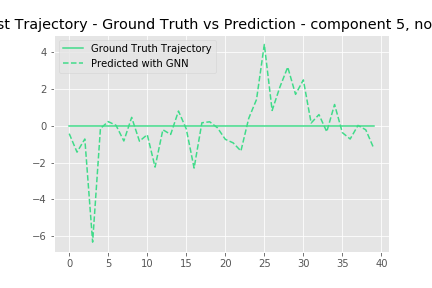 st Trajectory - Ground Truth vs Prediction - component 5, no
Ground Truth Trajectory
Predicted with GNN
4
2
0
−2
−4
−6
0 5 10 15 20 25 30 35 40